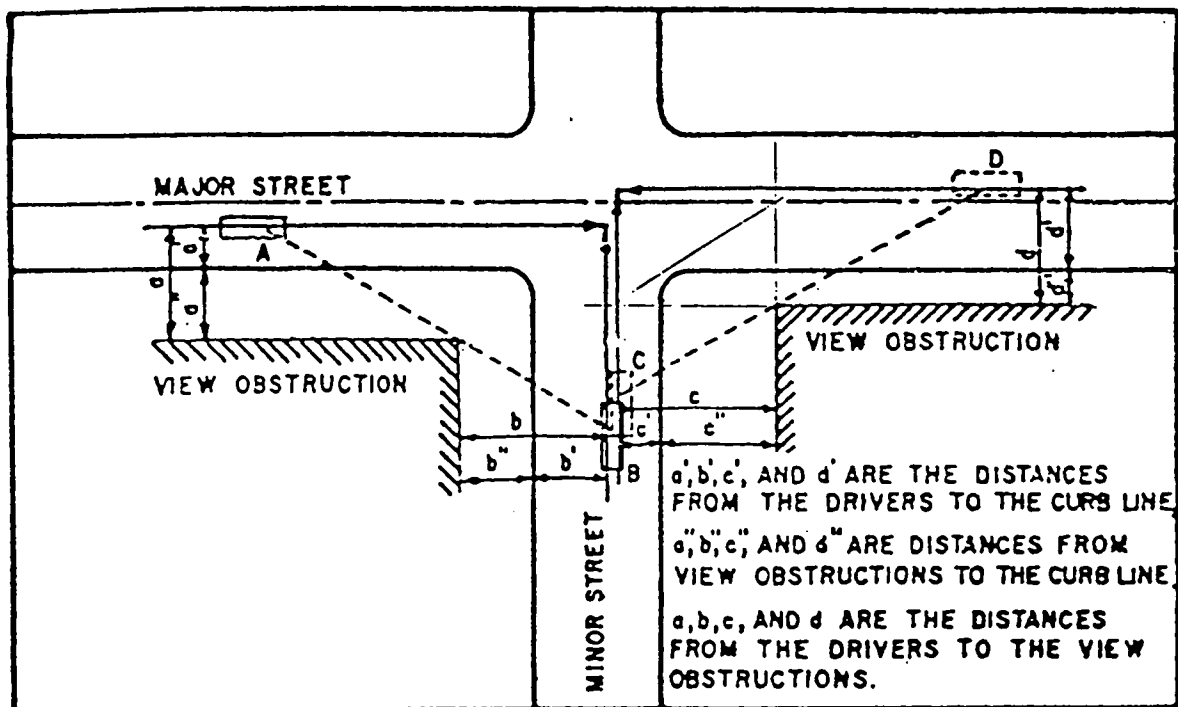 D
MAJOR STREET
A
a'
a
a"
d'
d
d"
VIEW OBSTRUCTION
VIEW OBSTRUCTION
C
c
b
c'
c"
b"
b'
B
MINOR STREET
a',b',c', AND d' ARE THE DISTANCES
FROM THE DRIVERS TO THE CURB LINE
a",b",c", AND d" ARE DISTANCES FROM
VIEW OBSTRUCTIONS TO THE CURB LINE
a,b,c, AND d ARE THE DISTANCES
FROM THE DRIVERS TO THE VIEW
OBSTRUCTIONS.